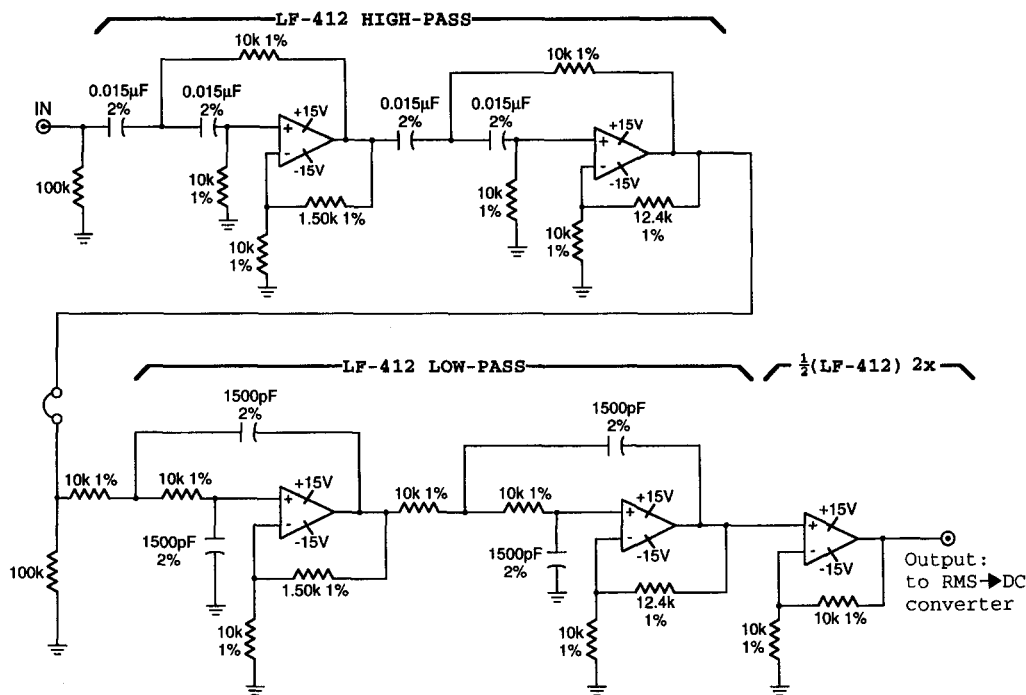 LF-412 HIGH-PASS
10k 1%
10k 1%
0.015µF
2%
0.015µF
2%
0.015µF
2%
0.015µF
2%
IN
+15V
-15V
+15V
-15V
100k
10k
1%
1.50k 1%
10k
1%
10k
1%
12.4k
1%
10k
1%
LF-412 LOW-PASS
½(LF-412) 2x
1500pF
2%
1500pF
2%
10k 1%
10k 1%
+15V
-15V
10k 1%
10k 1%
+15V
-15V
+15V
-15V
1500pF
2%
1500pF
2%
100k
1.50k 1%
12.4k
1%
10k 1%
10k
1%
10k
1%
10k
1%
Output:
to RMS→DC
converter